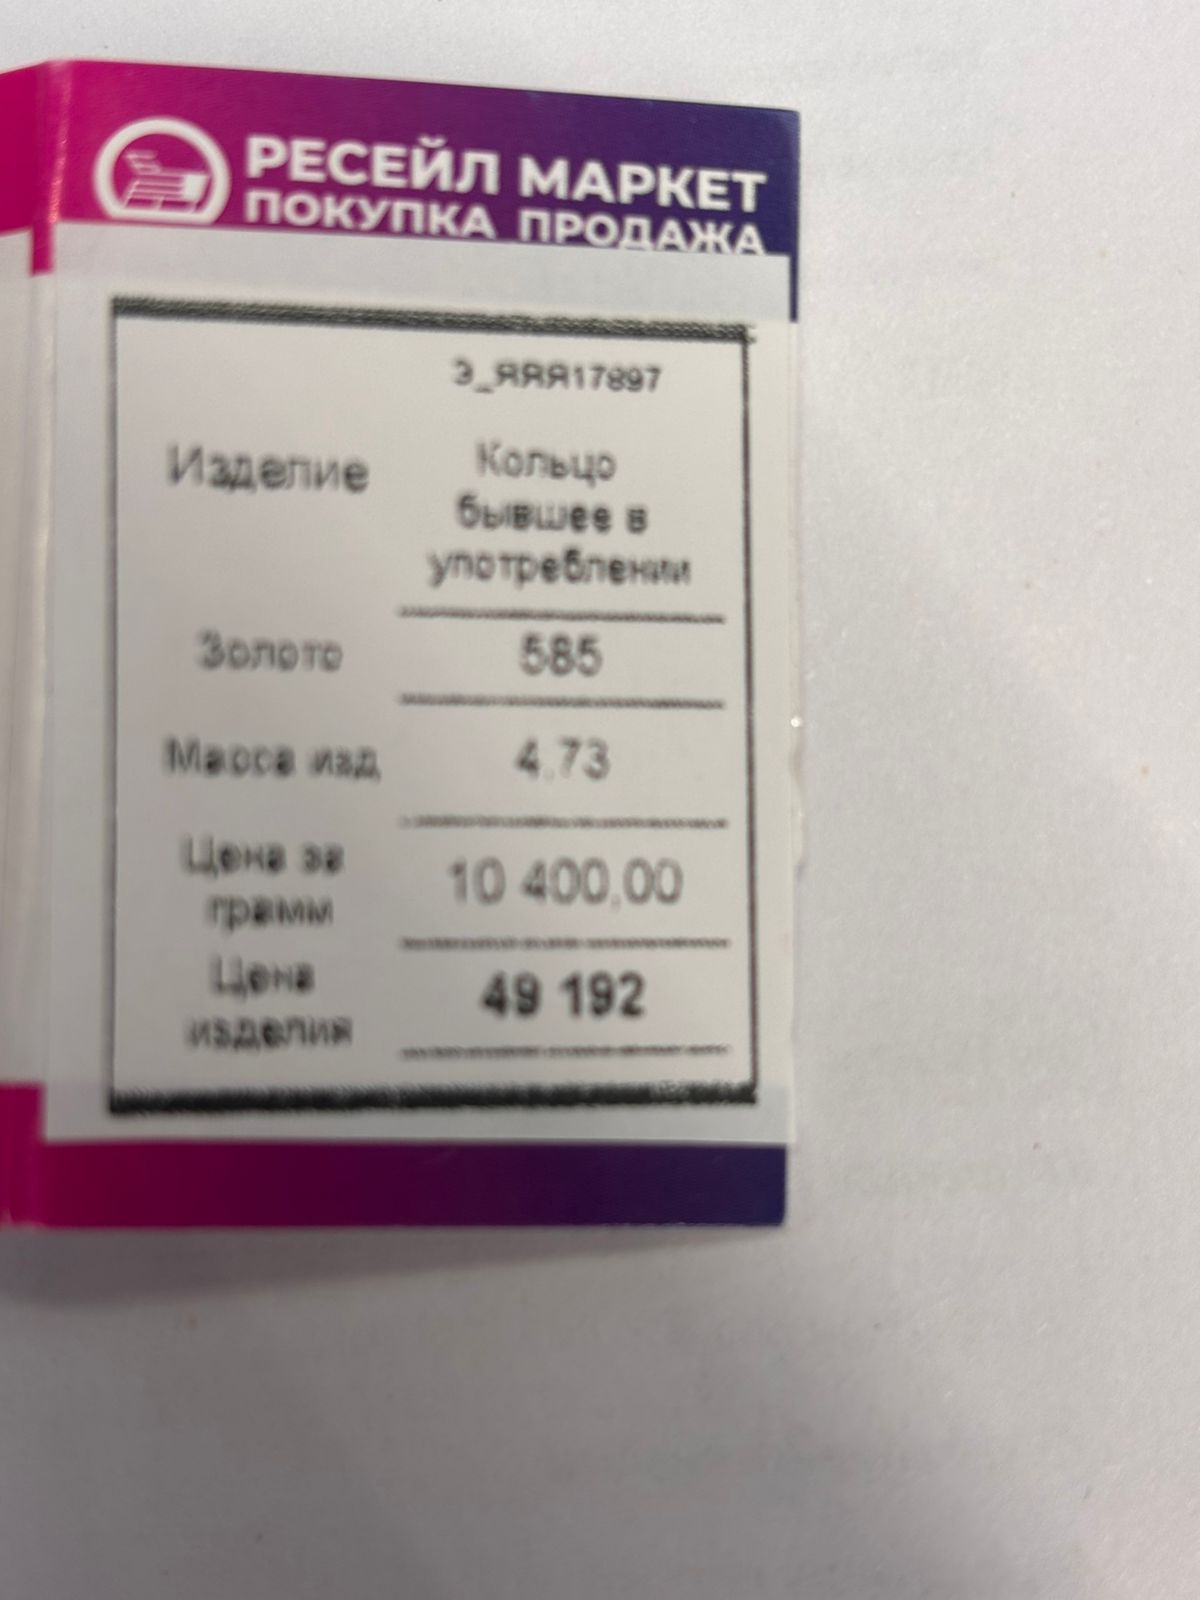 РЕСЕЙЛ МАРКЕТ
ПОКУПКА ПРОДАЖА
Э_ЯЯЯ17897
Изделие Кольцо
бывшее в
употреблении
Золото 585
Масса изд, 4,73
Цена за
грамм 10 400,00
Цена
изделия 49 192